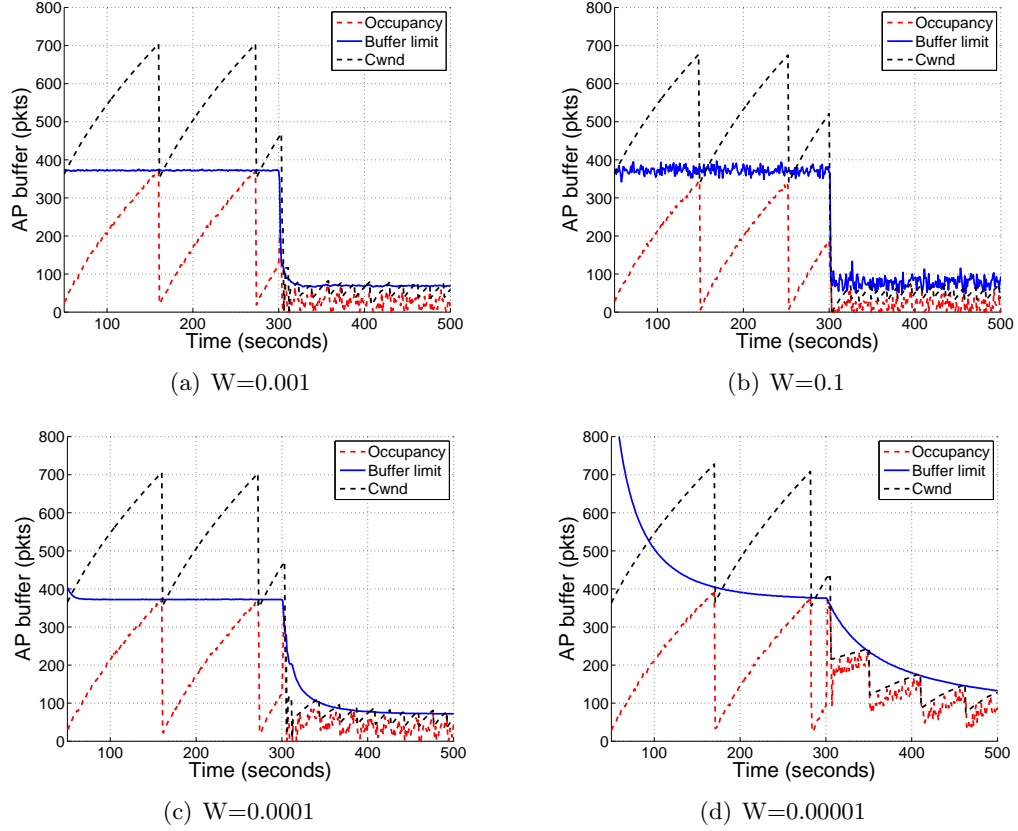 800
700
600
500
400
300
200
100
0
AP buffer (pkts)
Occupancy
Buffer limit
Cwnd
100 200 300 400 500
Time (seconds)
(a) W=0.001
800
700
600
500
400
300
200
100
0
AP buffer (pkts)
Occupancy
Buffer limit
Cwnd
100 200 300 400 500
Time (seconds)
(b) W=0.1
800
700
600
500
400
300
200
100
0
AP buffer (pkts)
Occupancy
Buffer limit
Cwnd
100 200 300 400 500
Time (seconds)
(c) W=0.0001
800
700
600
500
400
300
200
100
0
AP buffer (pkts)
Occupancy
Buffer limit
Cwnd
100 200 300 400 500
Time (seconds)
(d) W=0.00001